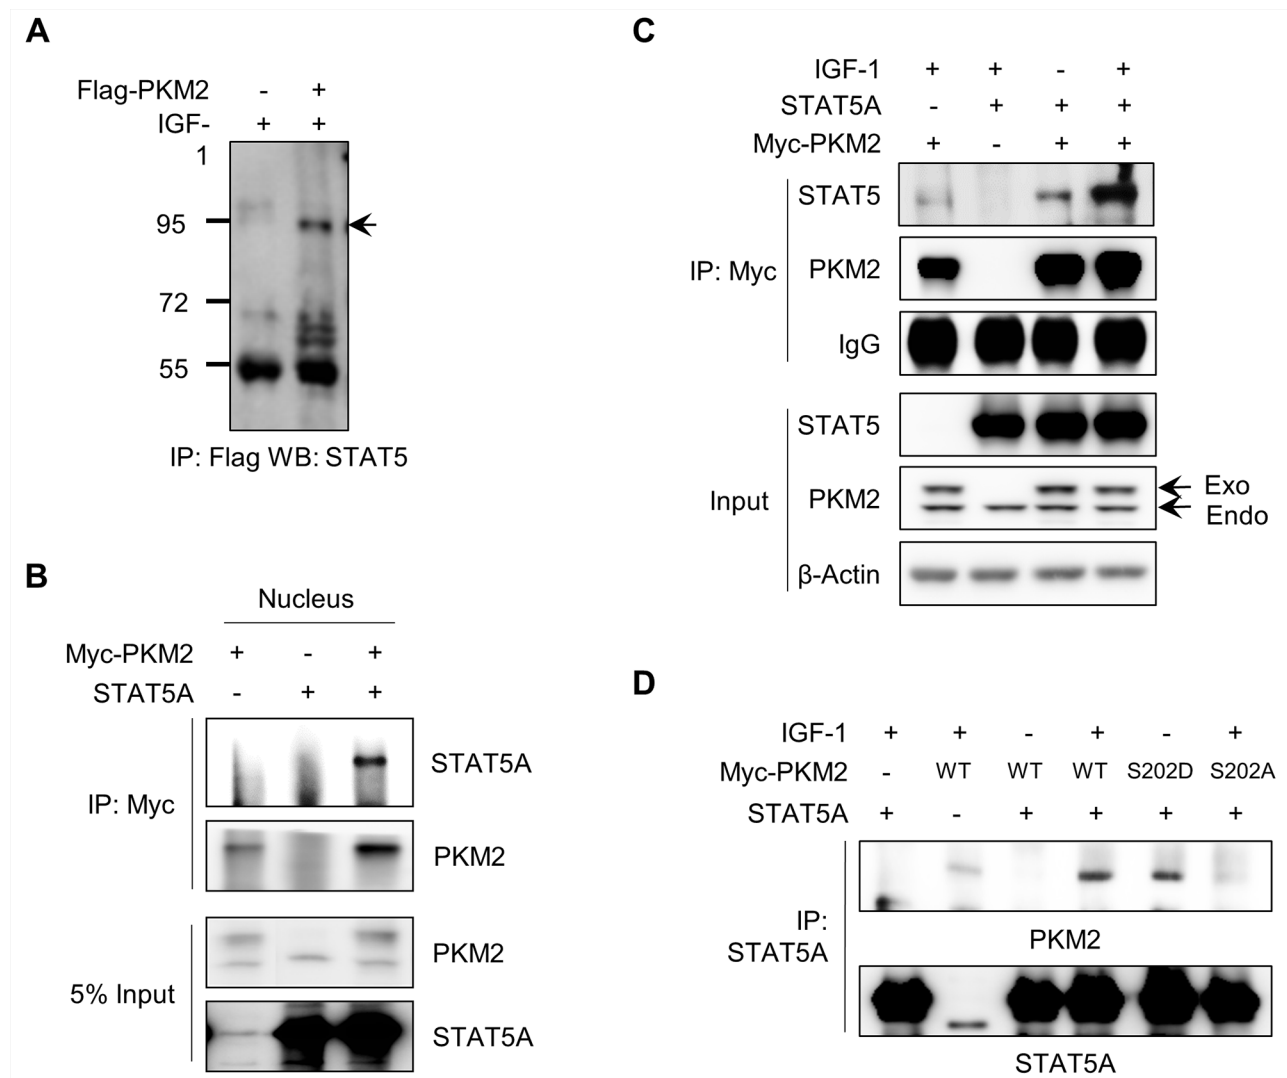 A
Flag-PKM2 - +
IGF- + +
1
95
72
55
IP: Flag WB: STAT5
B
Nucleus
Myc-PKM2 + - +
STAT5A - + +
IP: Myc
STAT5A
PKM2
5% Input
PKM2
STAT5A
C
IGF-1 + + - +
STAT5A - + + +
Myc-PKM2 + - + +
IP: Myc
STAT5
PKM2
IgG
Input
STAT5
PKM2
Exo
Endo
β-Actin
D
IGF-1 + + - + - +
Myc-PKM2 - WT WT WT S202D S202A
STAT5A + - + + + +
IP:
STAT5A
PKM2
STAT5A